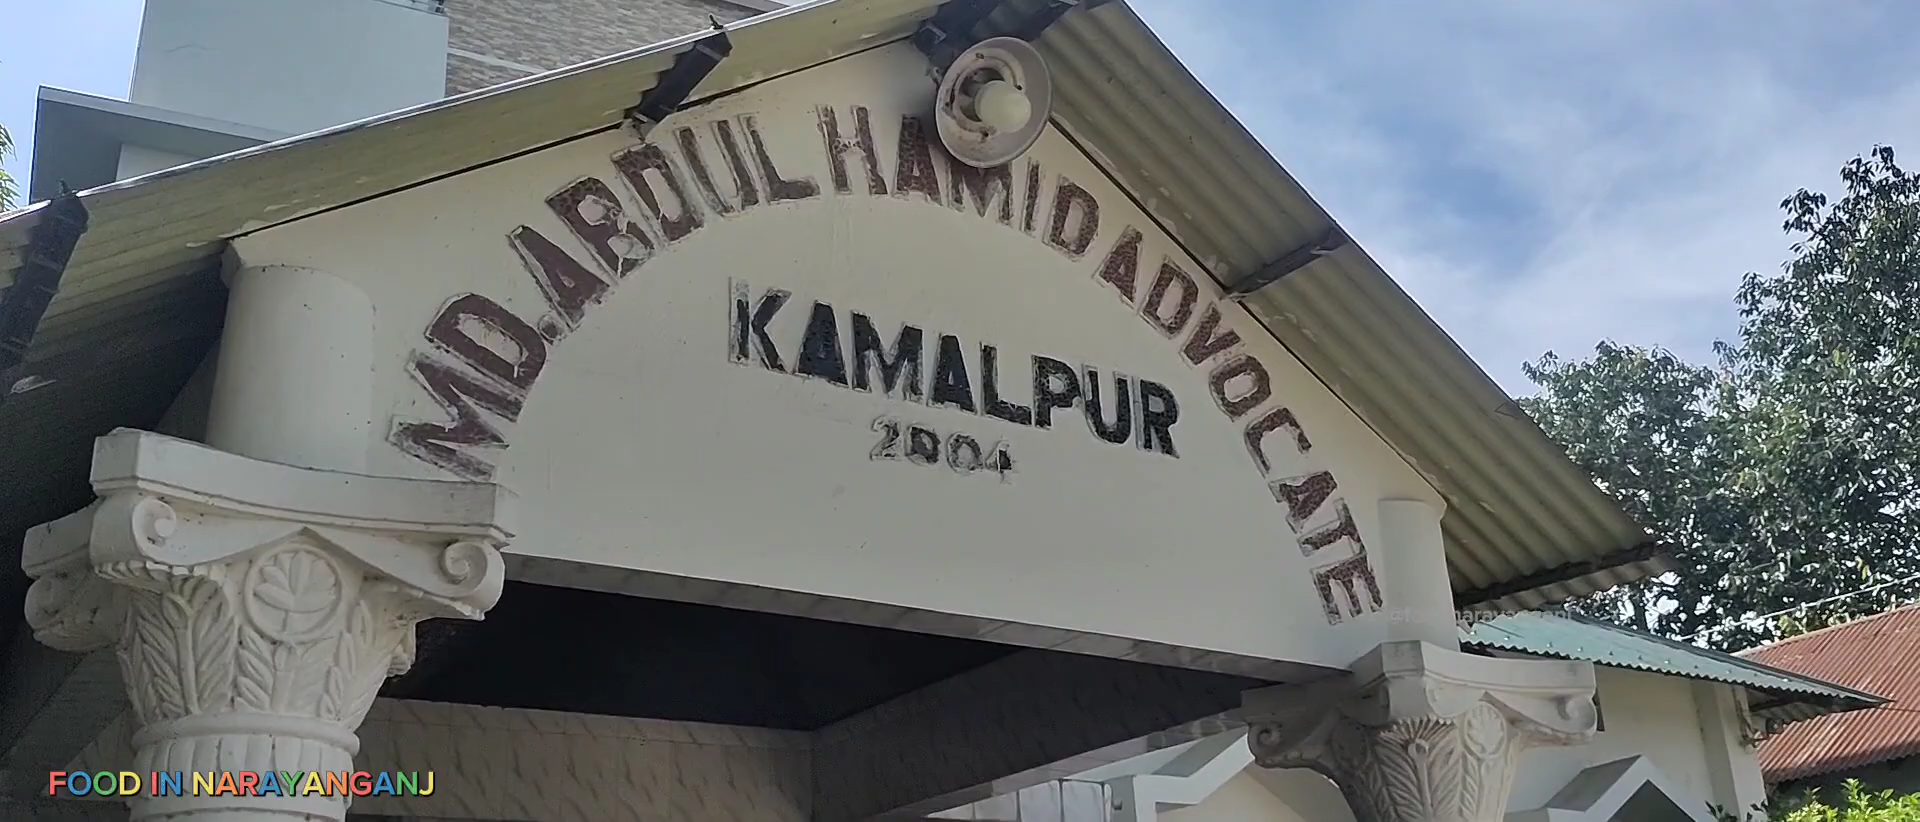 MD. ABDUL HAMID ADVOCATE
KAMALPUR
2004
FOOD IN NARAYANGANJ